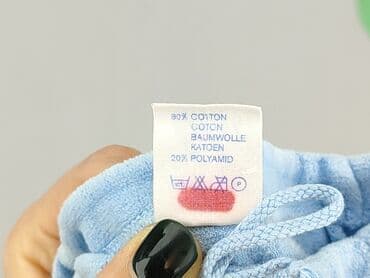 80% COTTON
COTON
BAUMWOLLE
KATOEN
20% POLYAMID
P